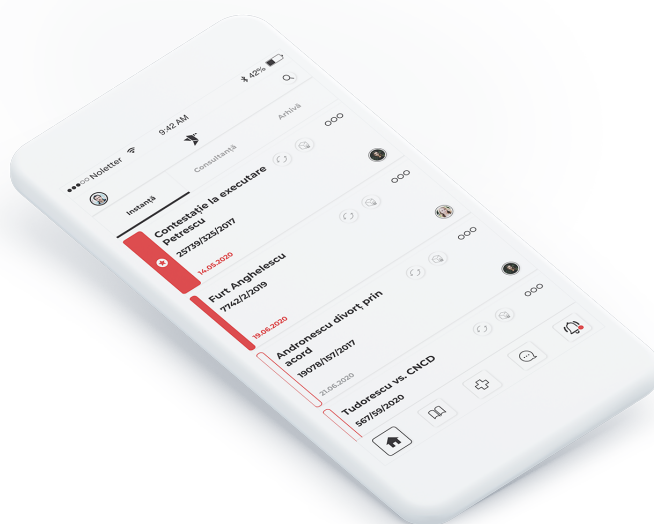 Noletter
9:42 AM
42%
Instanță
Consultanță
Arhivă
Contestație la executare
Petrescu
25739/325/2017
14.05.2020
Furt Anghelescu
7742/2/2019
19.06.2020
Andronescu divorț prin
acord
19078/157/2017
21.06.2020
Tudorescu vs. CNCD
567/59/2020